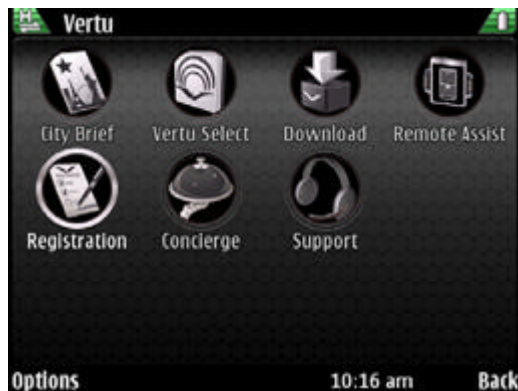 Vertu
City Brief Vertu Select Download Remote Assist
Registration Concierge Support
Options 10:16 am Back